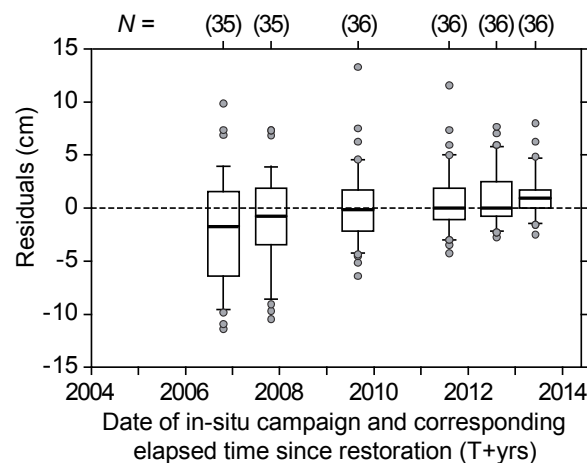 N = (35) (35) (36) (36) (36) (36)
15
10
5
0
-5
-10
-15
Residuals (cm)
2004 2006 2008 2010 2012 2014
Date of in-situ campaign and corresponding
elapsed time since restoration (T+yrs)